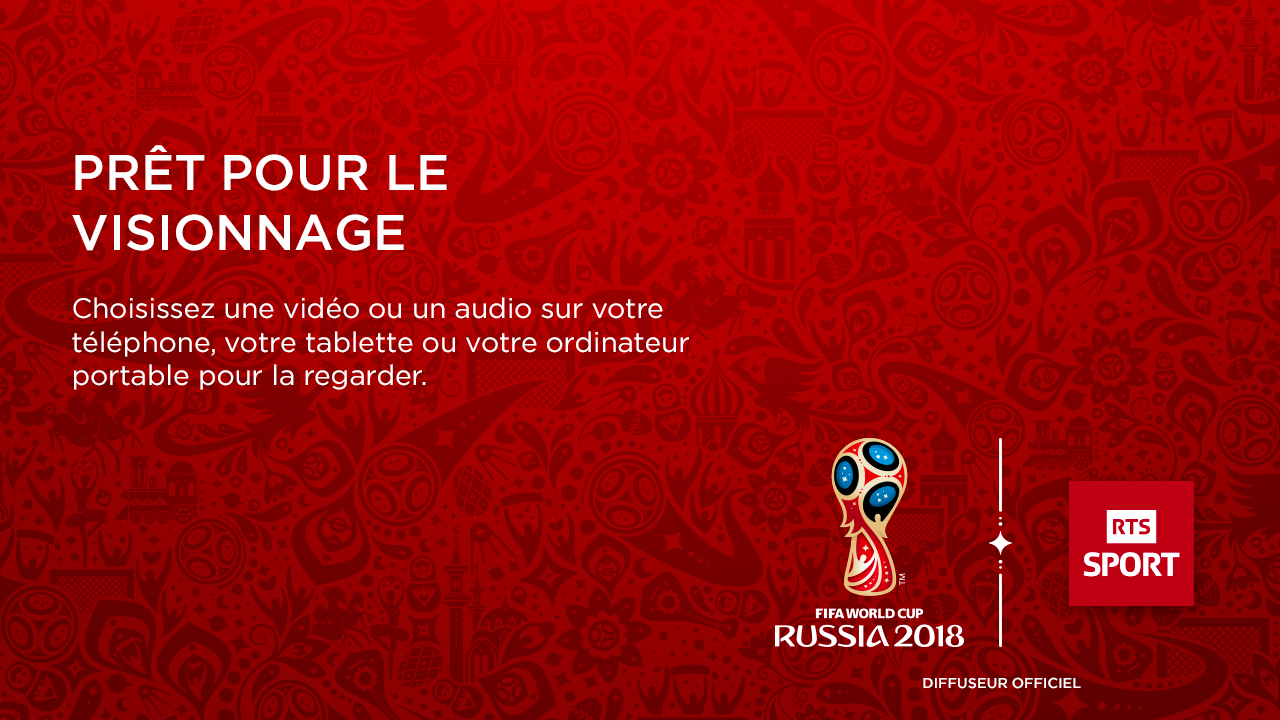 PRÊT POUR LE
VISIONNAGE
Choisissez une vidéo ou un audio sur votre
téléphone, votre tablette ou votre ordinateur
portable pour la regarder.
TM
FIFA WORLD CUP
RUSSIA 2018
RTS
SPORT
DIFFUSEUR OFFICIEL